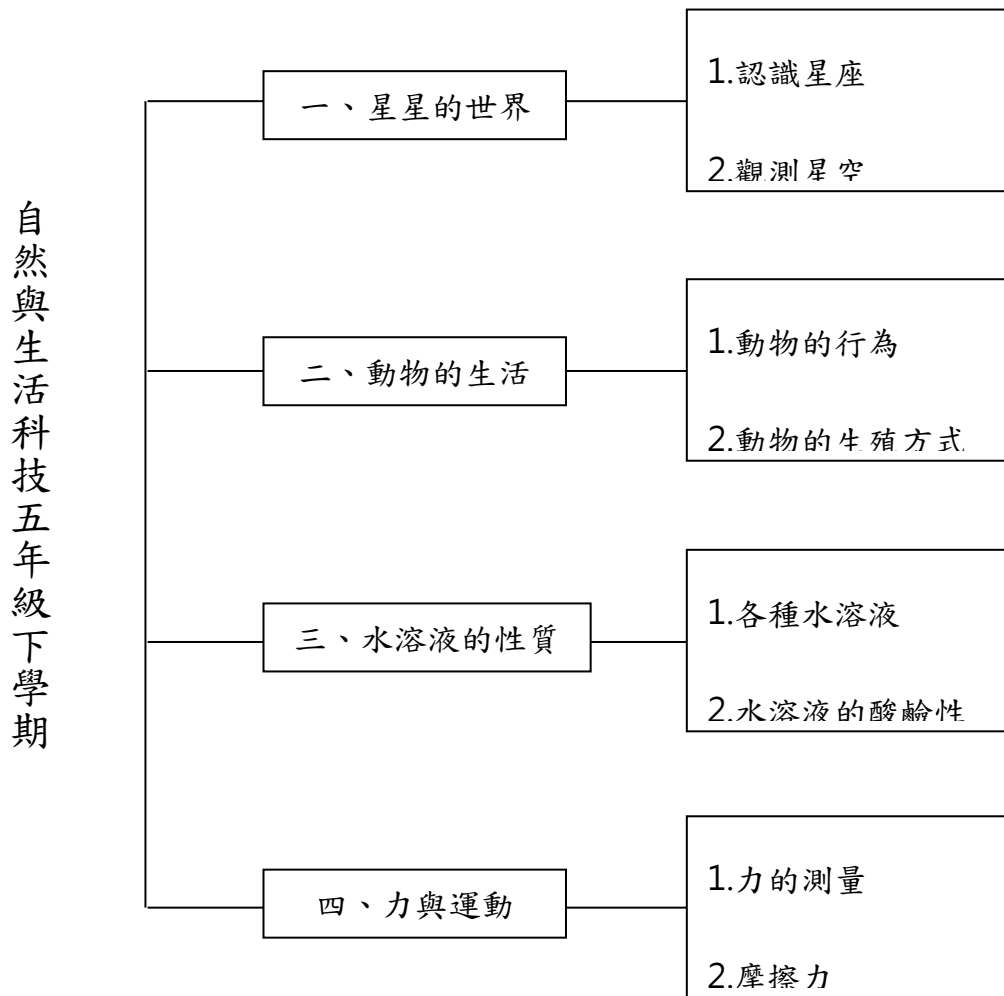 自然與生活科技五年級下學期
一、星星的世界
1.認識星座
2.觀測星空
二、動物的生活
1.動物的行為
2.動物的生殖方式
三、水溶液的性質
1.各種水溶液
2.水溶液的酸鹼性
四、力與運動
1.力的測量
2.摩擦力